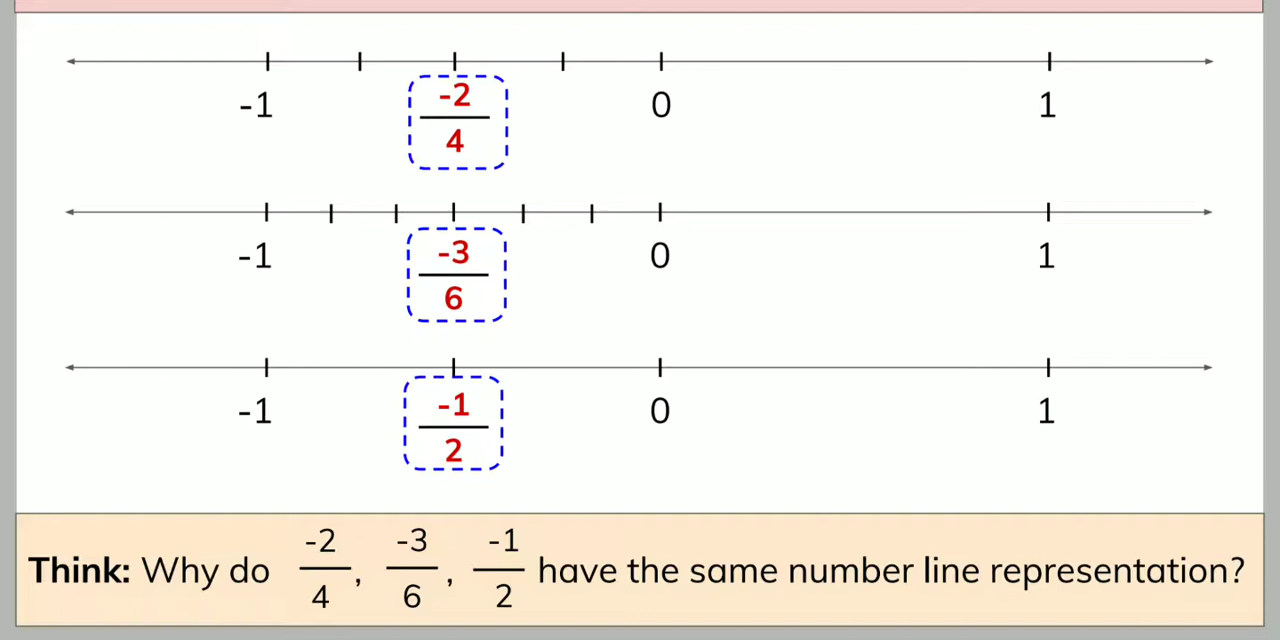 -1 -2/4 0 1
-1 -3/6 0 1
-1 -1/2 0 1
Think: Why do -2/4, -3/6, -1/2 have the same number line representation?